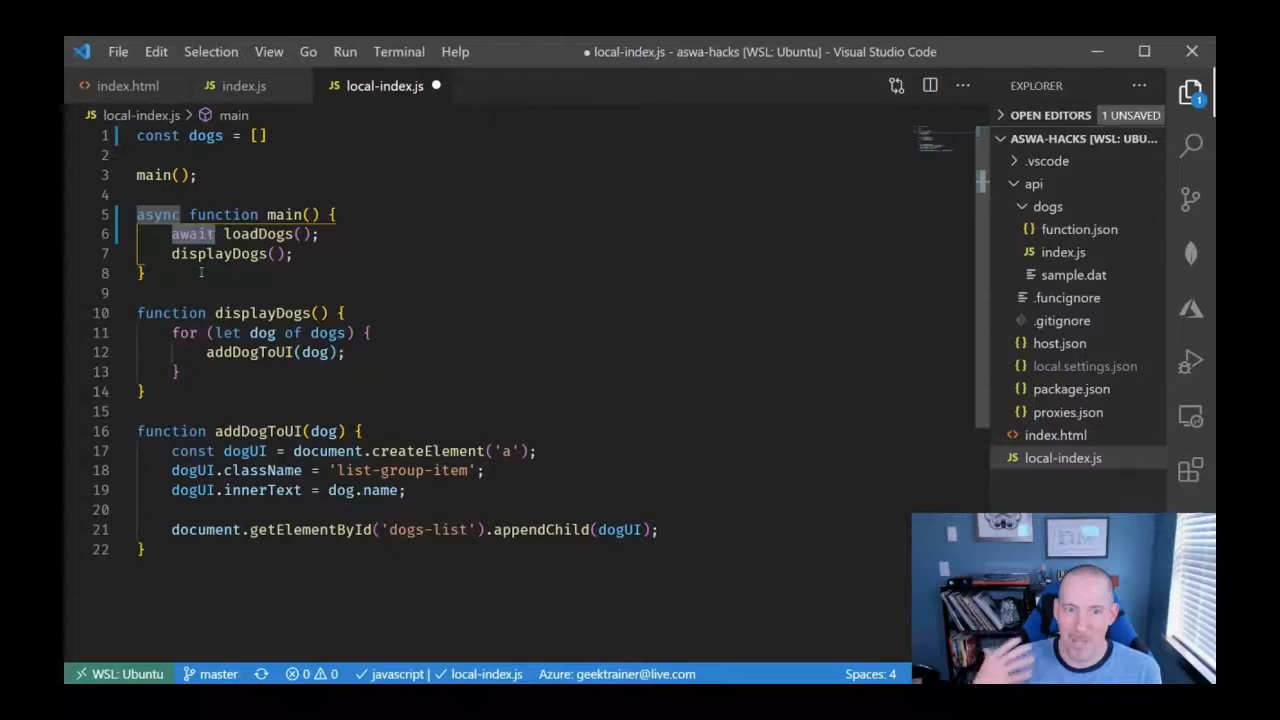 File Edit Selection View Go Run Terminal Help ● local-index.js - aswa-hacks [WSL: Ubuntu] - Visual Studio Code
index.html JS index.js JS local-index.js EXPLORER
JS local-index.js > main
OPEN EDITORS 1 UNSAVED
ASWA-HACKS [WSL: UBU...
.vscode
api
dogs
function.json
JS index.js
sample.dat
.funcignore
.gitignore
host.json
local.settings.json
package.json
proxies.json
index.html
JS local-index.js
1
1 const dogs = []
2
3 main();
4
5 async function main() {
6 await loadDogs();
7 displayDogs();
8 }
9
10 function displayDogs() {
11 for (let dog of dogs) {
12 addDogToUI(dog);
13 }
14 }
15
16 function addDogToUI(dog) {
17 const dogUI = document.createElement('a');
18 dogUI.className = 'list-group-item';
19 dogUI.innerText = dog.name;
20
21 document.getElementById('dogs-list').appendChild(dogUI);
22 }
WSL: Ubuntu master 0 0 javascript | local-index.js Azure: geektrainer@live.com Spaces: 4